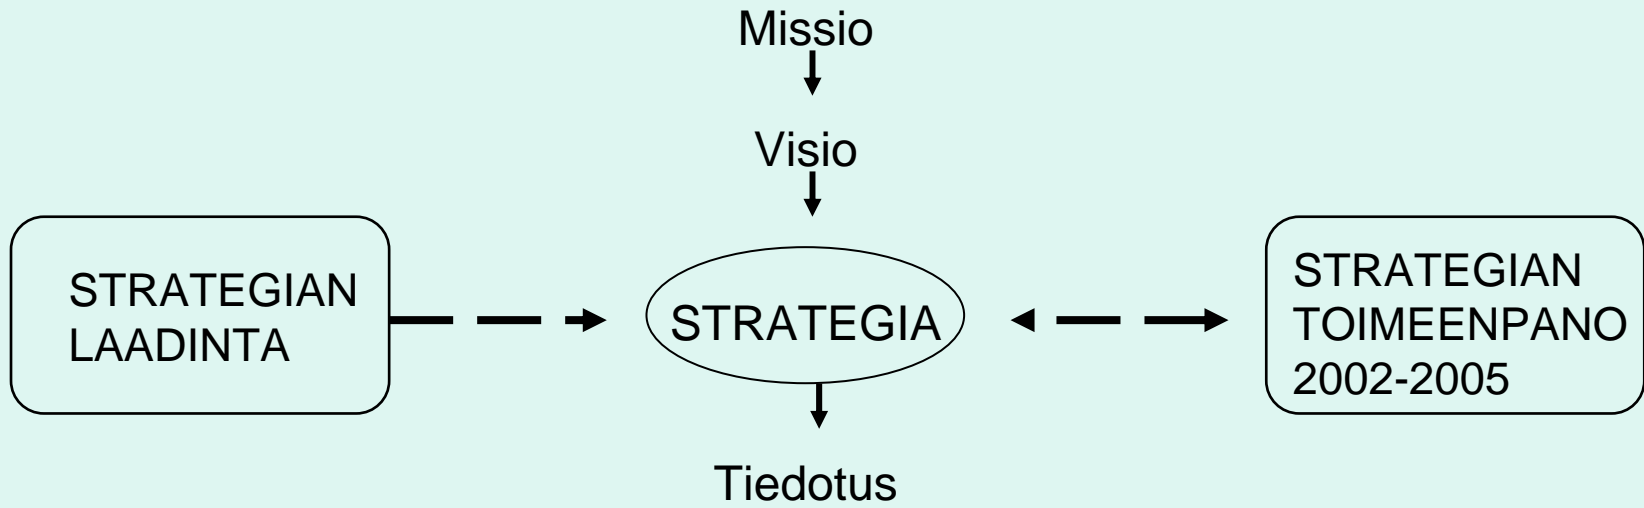 Missio
Visio
STRATEGIAN
LAADINTA
STRATEGIA
STRATEGIAN
TOIMEENPANO
2002-2005
Tiedotus